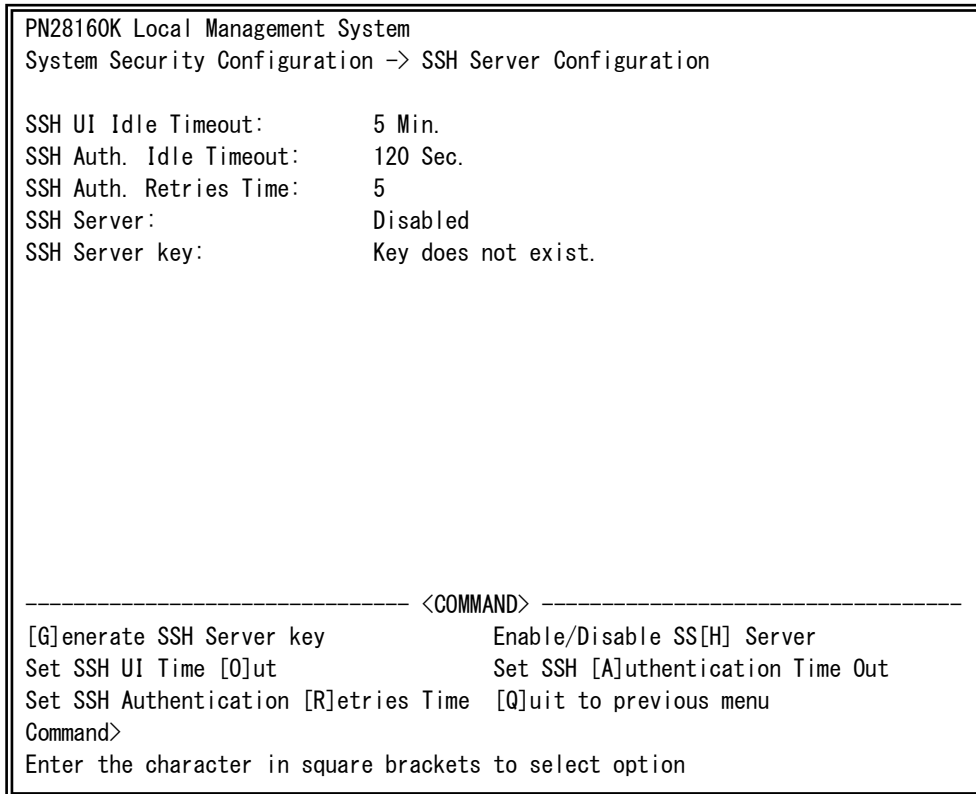 PN28160K Local Management System
System Security Configuration -> SSH Server Configuration
SSH UI Idle Timeout: 5 Min.
SSH Auth. Idle Timeout: 120 Sec.
SSH Auth. Retries Time: 5
SSH Server: Disabled
SSH Server key: Key does not exist.
-------------------------------- <COMMAND> -----------------------------------
[G]enerate SSH Server key Enable/Disable SS[H] Server
Set SSH UI Time [O]ut Set SSH [A]uthentication Time Out
Set SSH Authentication [R]etries Time [Q]uit to previous menu
Command>
Enter the character in square brackets to select option